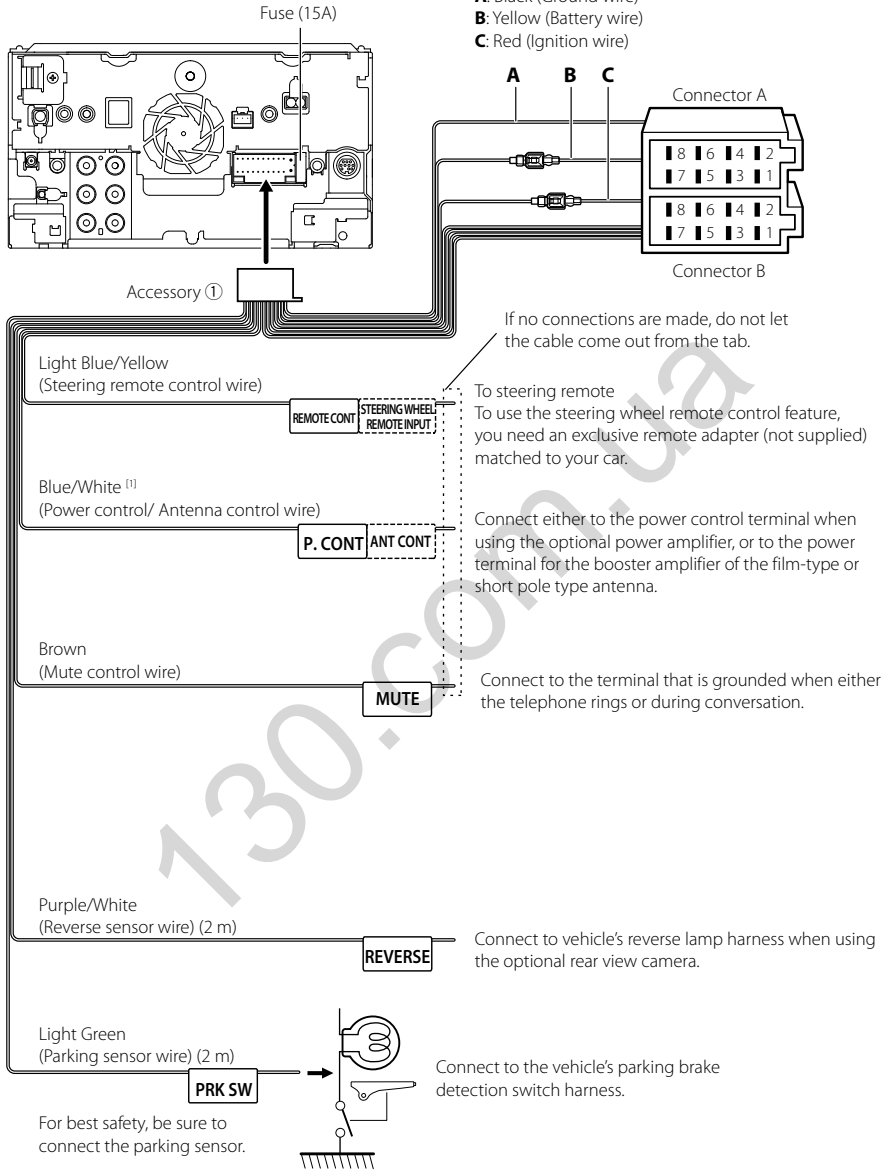 Fuse (15A)
A: Black (Ground wire)
B: Yellow (Battery wire)
C: Red (Ignition wire)
A B C
Connector A
8 6 4 2
7 5 3 1
8 6 4 2
7 5 3 1
Connector B
Accessory ①
If no connections are made, do not let
the cable come out from the tab.
Light Blue/Yellow
(Steering remote control wire)
REMOTE CONT
STEERING WHEEL
REMOTE INPUT
To steering remote
To use the steering wheel remote control feature,
you need an exclusive remote adapter (not supplied)
matched to your car.
Blue/White [1]
(Power control/ Antenna control wire)
P. CONT
ANT CONT
Connect either to the power control terminal when
using the optional power amplifier, or to the power
terminal for the booster amplifier of the film-type or
short pole type antenna.
Brown
(Mute control wire)
MUTE
Connect to the terminal that is grounded when either
the telephone rings or during conversation.
Purple/White
(Reverse sensor wire) (2 m)
REVERSE
Connect to vehicle’s reverse lamp harness when using
the optional rear view camera.
Light Green
(Parking sensor wire) (2 m)
PRK SW
Connect to the vehicle’s parking brake
detection switch harness.
For best safety, be sure to
connect the parking sensor.
130.com.ua